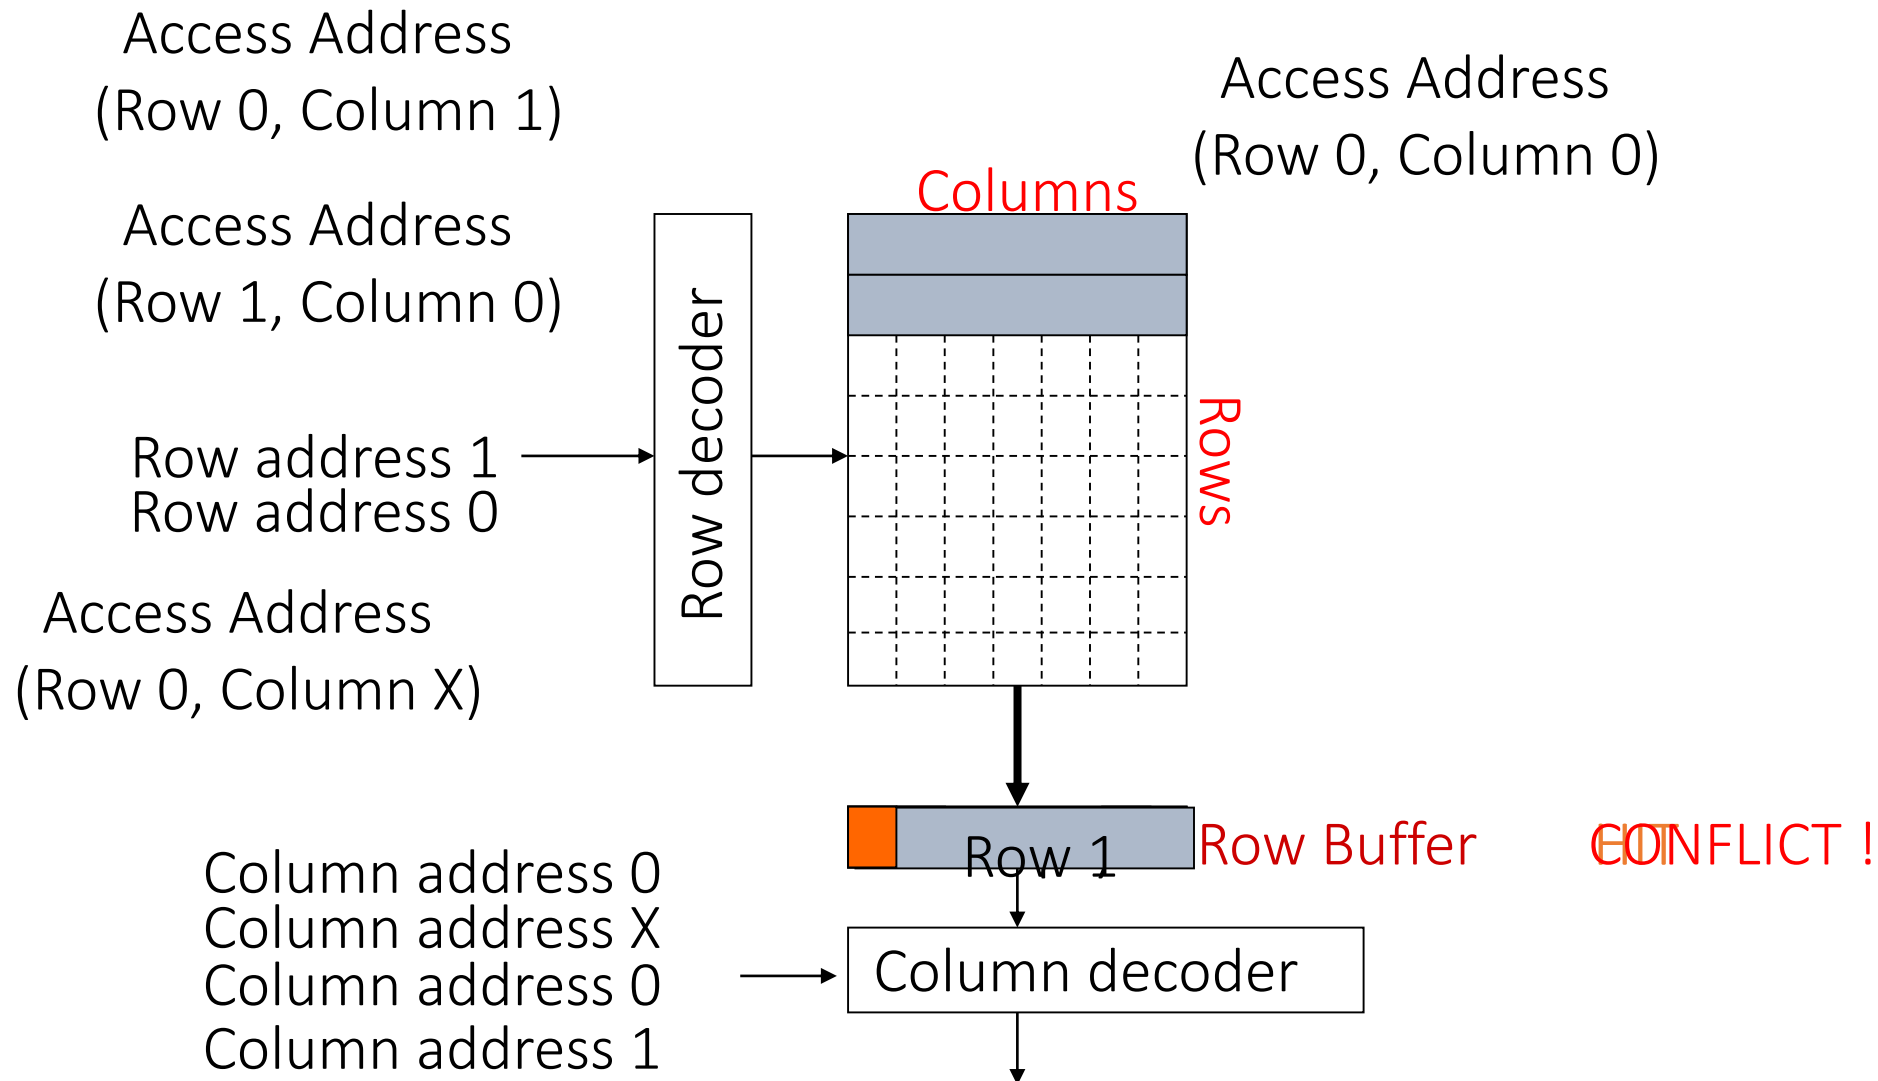 Access Address
(Row 0, Column 1)
Access Address
(Row 0, Column 0)
Columns
Access Address
(Row 1, Column 0)
Row decoder
Rows
Row address 1
Row address 0
Access Address
(Row 0, Column X)
Row 1
Row Buffer
HIT
CONFLICT !
Column address 0
Column address X
Column address 0
Column address 1
Column decoder